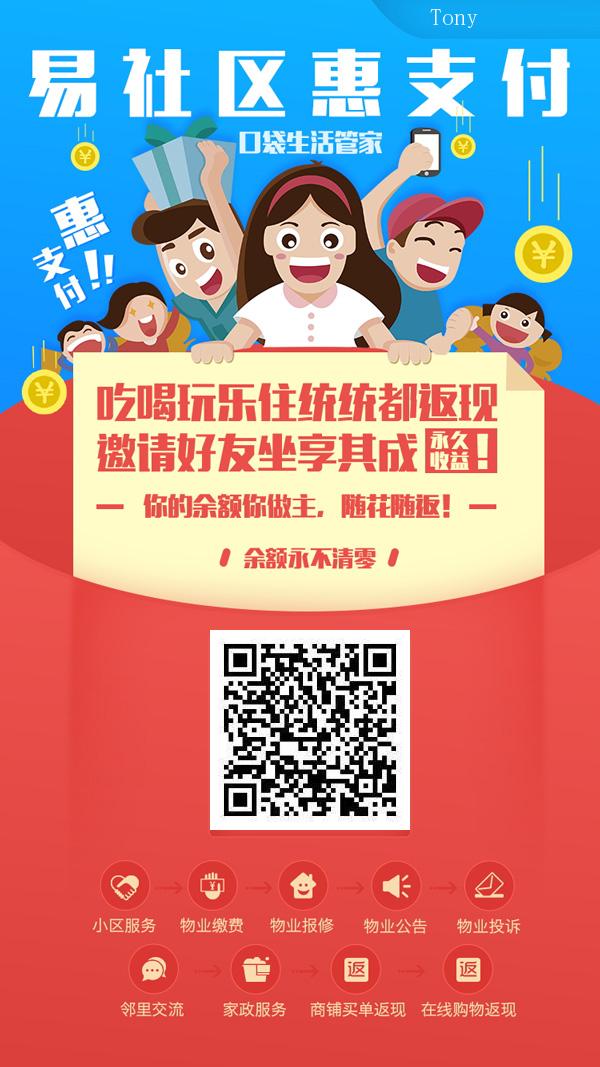 Tony
易社区惠支付
口袋生活管家
惠
支付!!
吃喝玩乐住统统都返现
邀请好友坐享其成 永久收益!
你的余额你做主，随花随返！
余额永不清零
小区服务 物业缴费 物业报修 物业公告 物业投诉
返 返
邻里交流 家政服务 商铺买单返现 在线购物返现